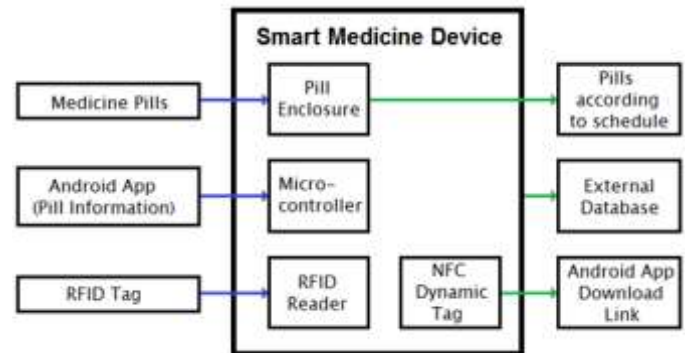 Smart Medicine Device
Medicine Pills
Pill
Enclosure
Pills
according
to schedule
Android App
(Pill Information)
Micro-
controller
External
Database
RFID Tag
RFID
Reader
NFC
Dynamic
Tag
Android App
Download
Link